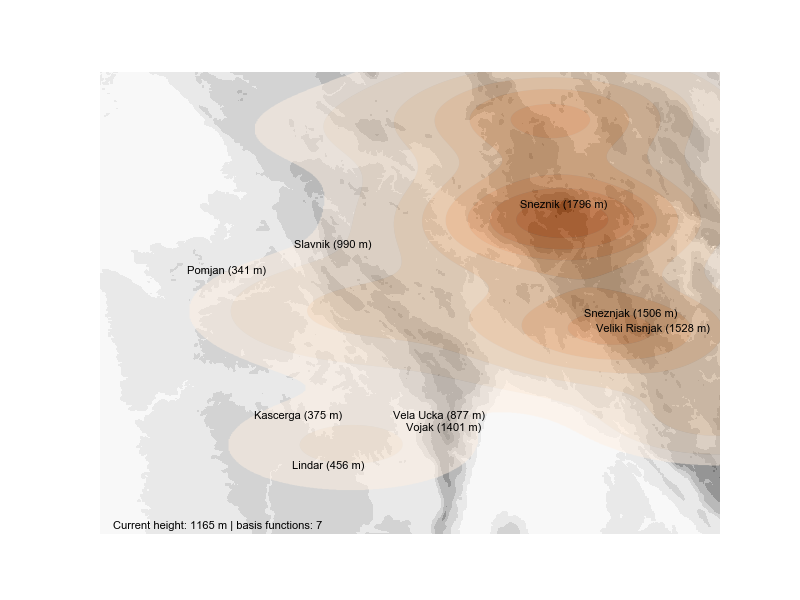 Sneznik (1796 m)
Slavnik (990 m)
Pomjan (341 m)
Sneznjak (1506 m)
Veliki Risnjak (1528 m)
Kascerga (375 m)
Vela Ucka (877 m)
Vojak (1401 m)
Lindar (456 m)
Current height: 1165 m | basis functions: 7